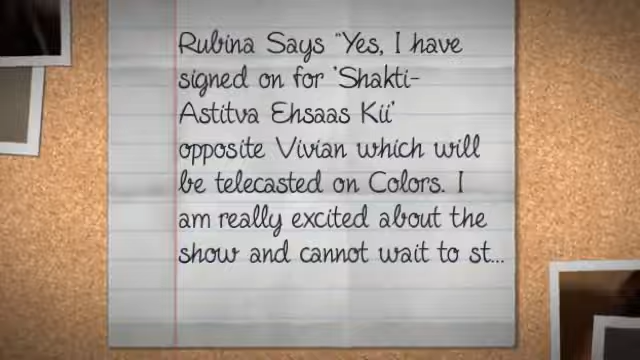 Rubina Says "Yes, I have
signed on for 'Shakti-
Astitva Ehsaas Kii'
opposite Vivian which will
be telecasted on Colors. I
am really excited about the
show and cannot wait to st...